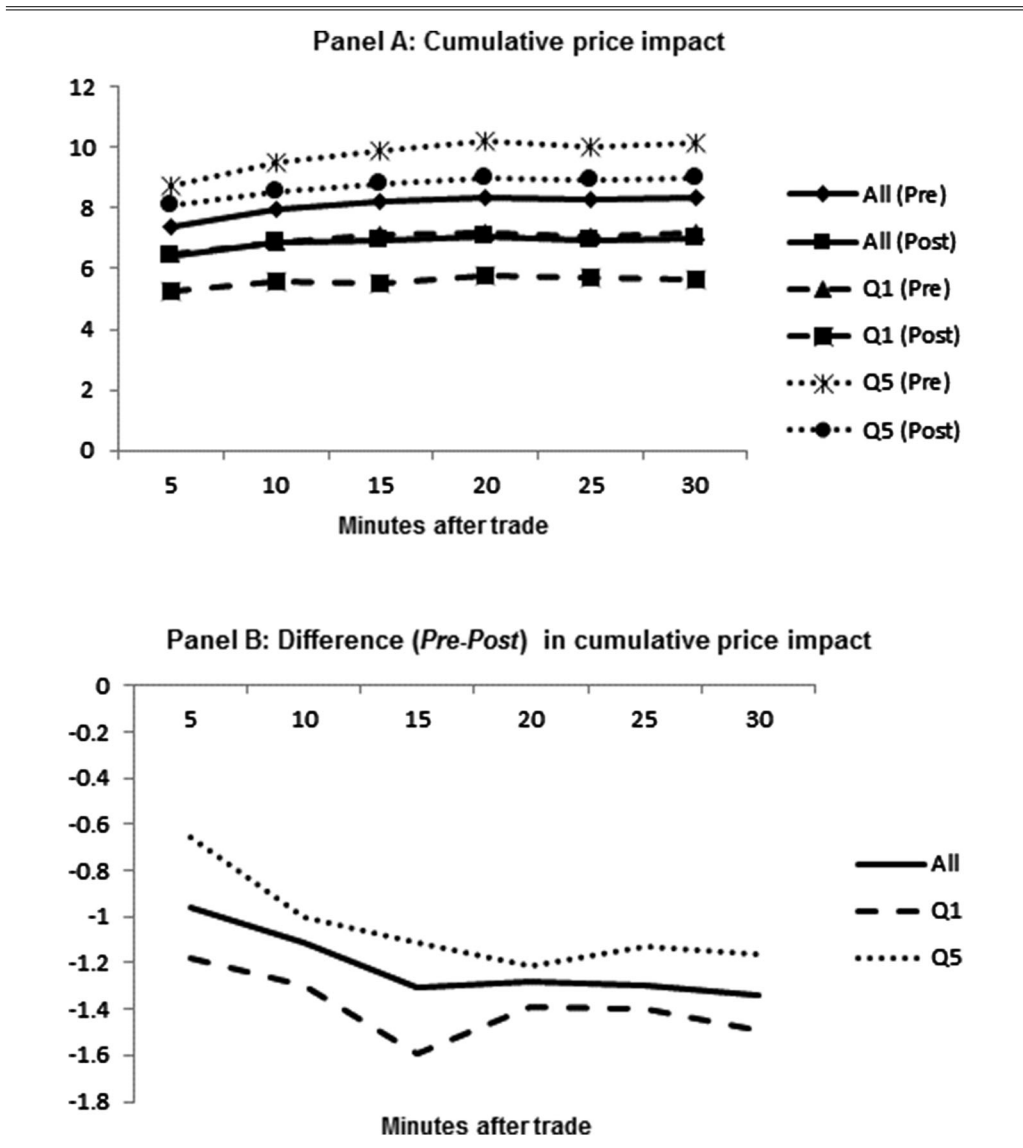 Panel A: Cumulative price impact
12
10
8
6
4
2
0
5 10 15 20 25 30
Minutes after trade
All (Pre)
All (Post)
Q1 (Pre)
Q1 (Post)
Q5 (Pre)
Q5 (Post)
Panel B: Difference (Pre-Post) in cumulative price impact
0
-0.2
-0.4
-0.6
-0.8
-1
-1.2
-1.4
-1.6
-1.8
5 10 15 20 25 30
Minutes after trade
All
Q1
Q5